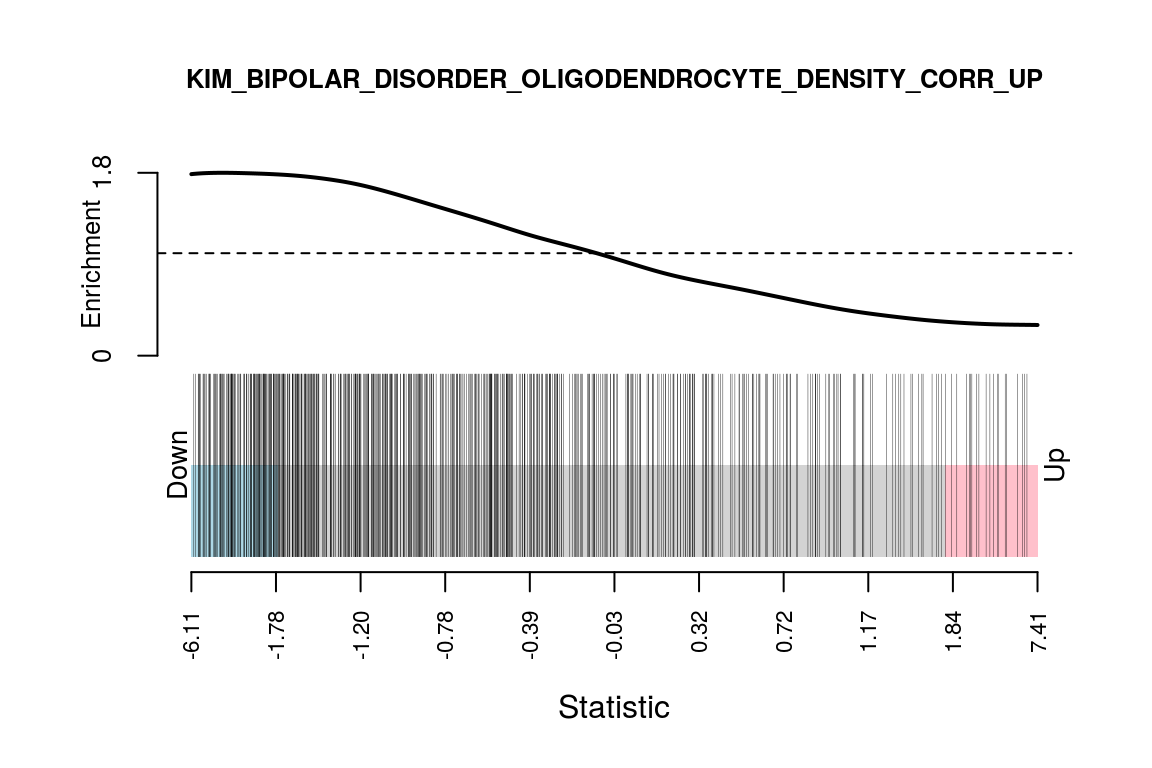 KIM_BIPOLAR_DISORDER_OLIGODENDROCYTE_DENSITY_CORR_UP
1.8
Enrichment
0
Down
Up
-6.11 -1.78 -1.20 -0.78 -0.39 -0.03 0.32 0.72 1.17 1.84 7.41
Statistic